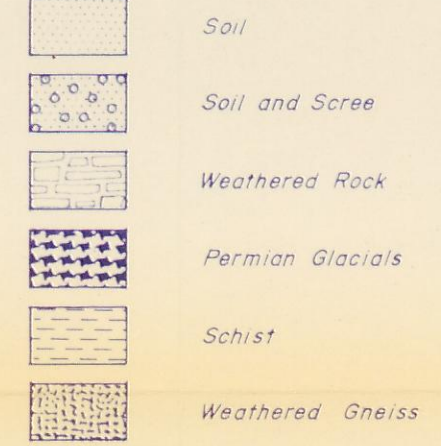 Soil
Soil and Scree
Weathered Rock
Permian Glacials
Schist
Weathered Gneiss